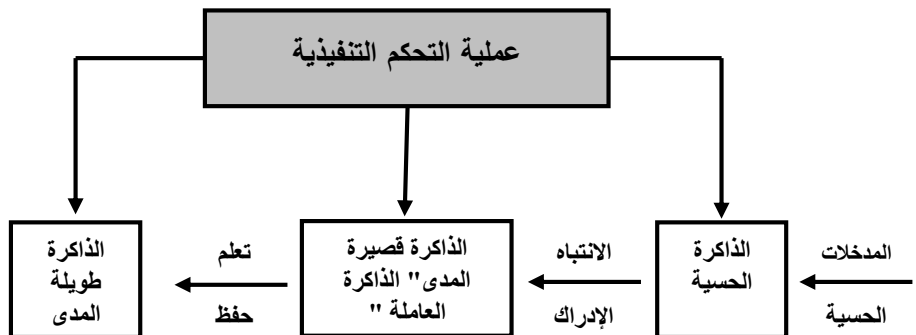 عملية التحكم التنفيذية
المدخلات
الحسية
الذاكرة
الحسية
الانتباه
الإدراك
الذاكرة قصيرة
المدى" الذاكرة
العاملة "
تعلم
حفظ
الذاكرة
طويلة
المدى